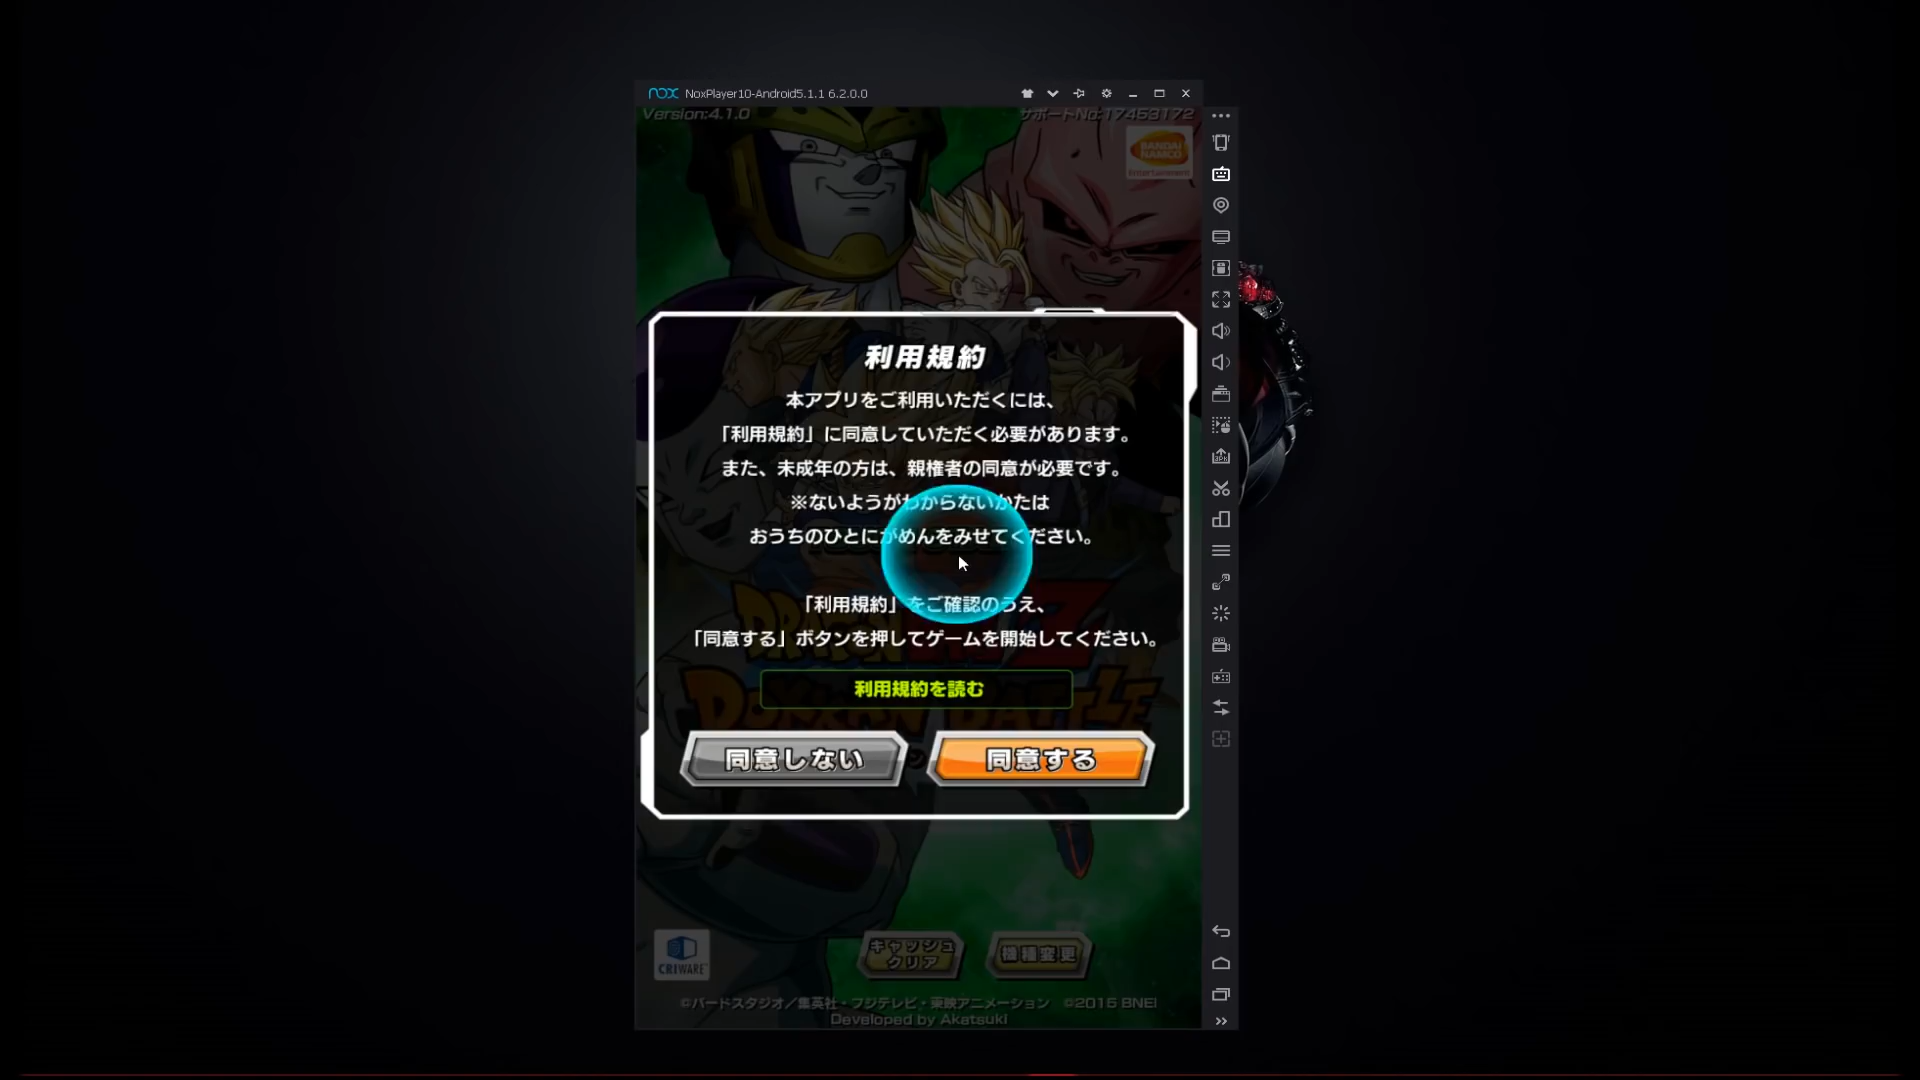 nox NoxPlayer10-Android5.1.1 6.2.0.0
Version:4.1.0
サポートNo:17453172
BANDAI
NAMCO
Entertainment
利用規約
本アプリをご利用いただくには、
「利用規約」に同意していただく必要があります。
また、未成年の方は、親権者の同意が必要です。
※ないようがわからないかたは
おうちのひとにがめんをみせてください。
「利用規約」をご確認のうえ、
「同意する」ボタンを押してゲームを開始してください。
DRAGON BALL Z
DOKKAN BATTLE
利用規約を読む
同意しない
同意する
CRIWARE
キャッシュ
クリア
機種変更
©バードスタジオ／集英社・フジテレビ・東映アニメーション ©2015 BNEI
Developed by Akatsuki